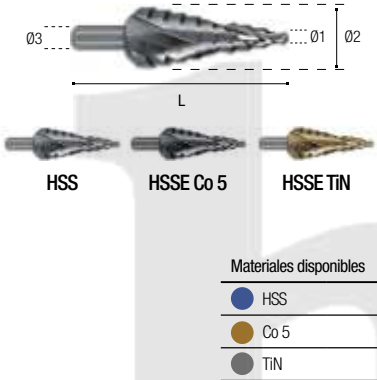 Ø3
Ø1
Ø2
L
HSS
HSSE Co 5
HSSE TiN
Materiales disponibles
HSS
Co 5
TiN